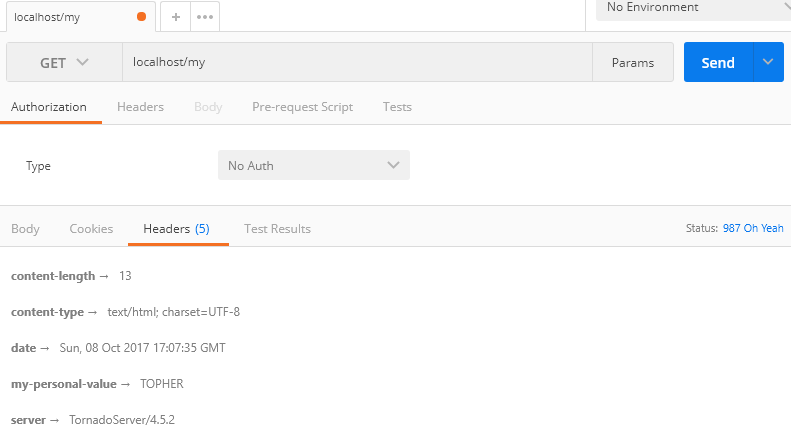 localhost/my + ••• No Environment
GET localhost/my Params Send
Authorization Headers Body Pre-request Script Tests
Type No Auth
Body Cookies Headers (5) Test Results Status: 987 Oh Yeah
content-length → 13
content-type → text/html; charset=UTF-8
date → Sun, 08 Oct 2017 17:07:35 GMT
my-personal-value → TOPHER
server → TornadoServer/4.5.2